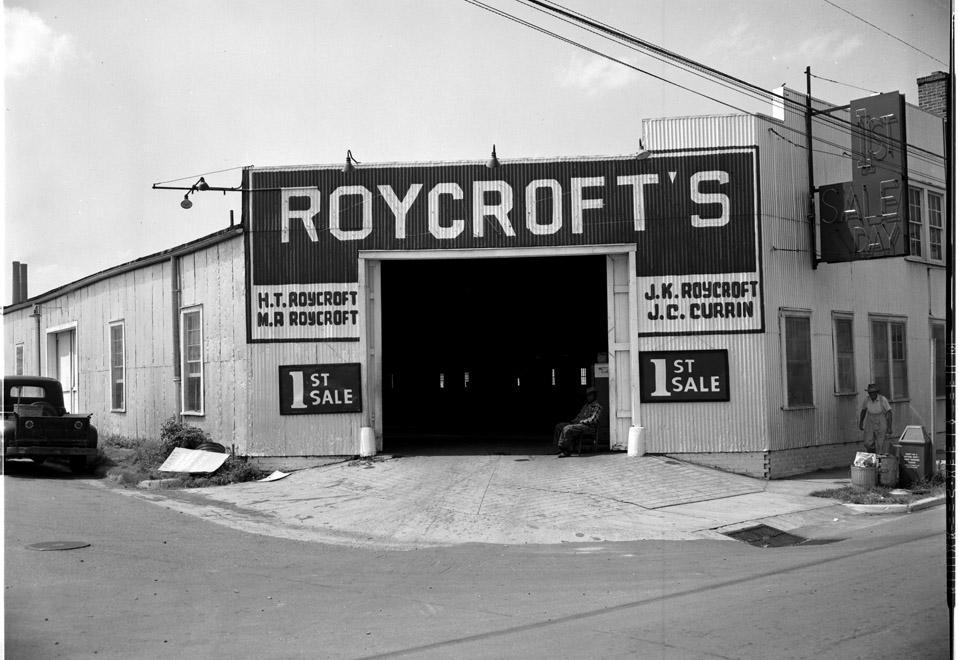 ROYCROFT'S
H.T. ROYCROFT
M.A ROYCROFT
J.K. ROYCROFT
J.C. CURRIN
1 ST
SALE
1 ST
SALE
1ST
SALE
DAY